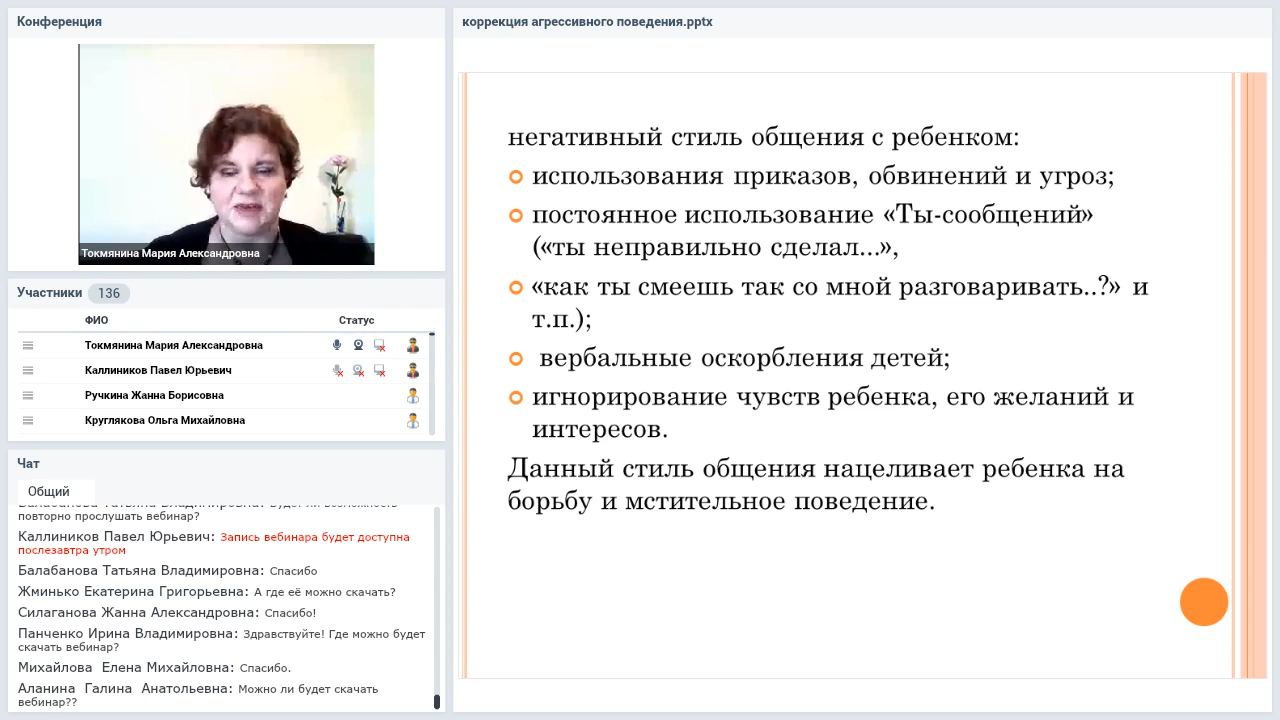 Конференция
Токмянина Мария Александровна
Участники 136
ФИО Статус
Токмянина Мария Александровна
Каллиников Павел Юрьевич
Ручкина Жанна Борисовна
Круглякова Ольга Михайловна
Чат
Общий
Балабанова Татьяна Владимировна: Будет ли возможность
повторно прослушать вебинар?
Каллиников Павел Юрьевич: Запись вебинара будет доступна
послезавтра утром
Балабанова Татьяна Владимировна: Спасибо
Жминько Екатерина Григорьевна: А где её можно скачать?
Силаганова Жанна Александровна: Спасибо!
Панченко Ирина Владимировна: Здравствуйте! Где можно будет
скачать вебинар?
Михайлова Елена Михайловна: Спасибо.
Аланина Галина Анатольевна: Можно ли будет скачать
вебинар??
коррекция агрессивного поведения.pptx
негативный стиль общения с ребенком:
использования приказов, обвинений и угроз;
постоянное использование «Ты-сообщений»
(«ты неправильно сделал...»,
«как ты смеешь так со мной разговаривать..?» и
т.п.);
вербальные оскорбления детей;
игнорирование чувств ребенка, его желаний и
интересов.
Данный стиль общения нацеливает ребенка на
борьбу и мстительное поведение.